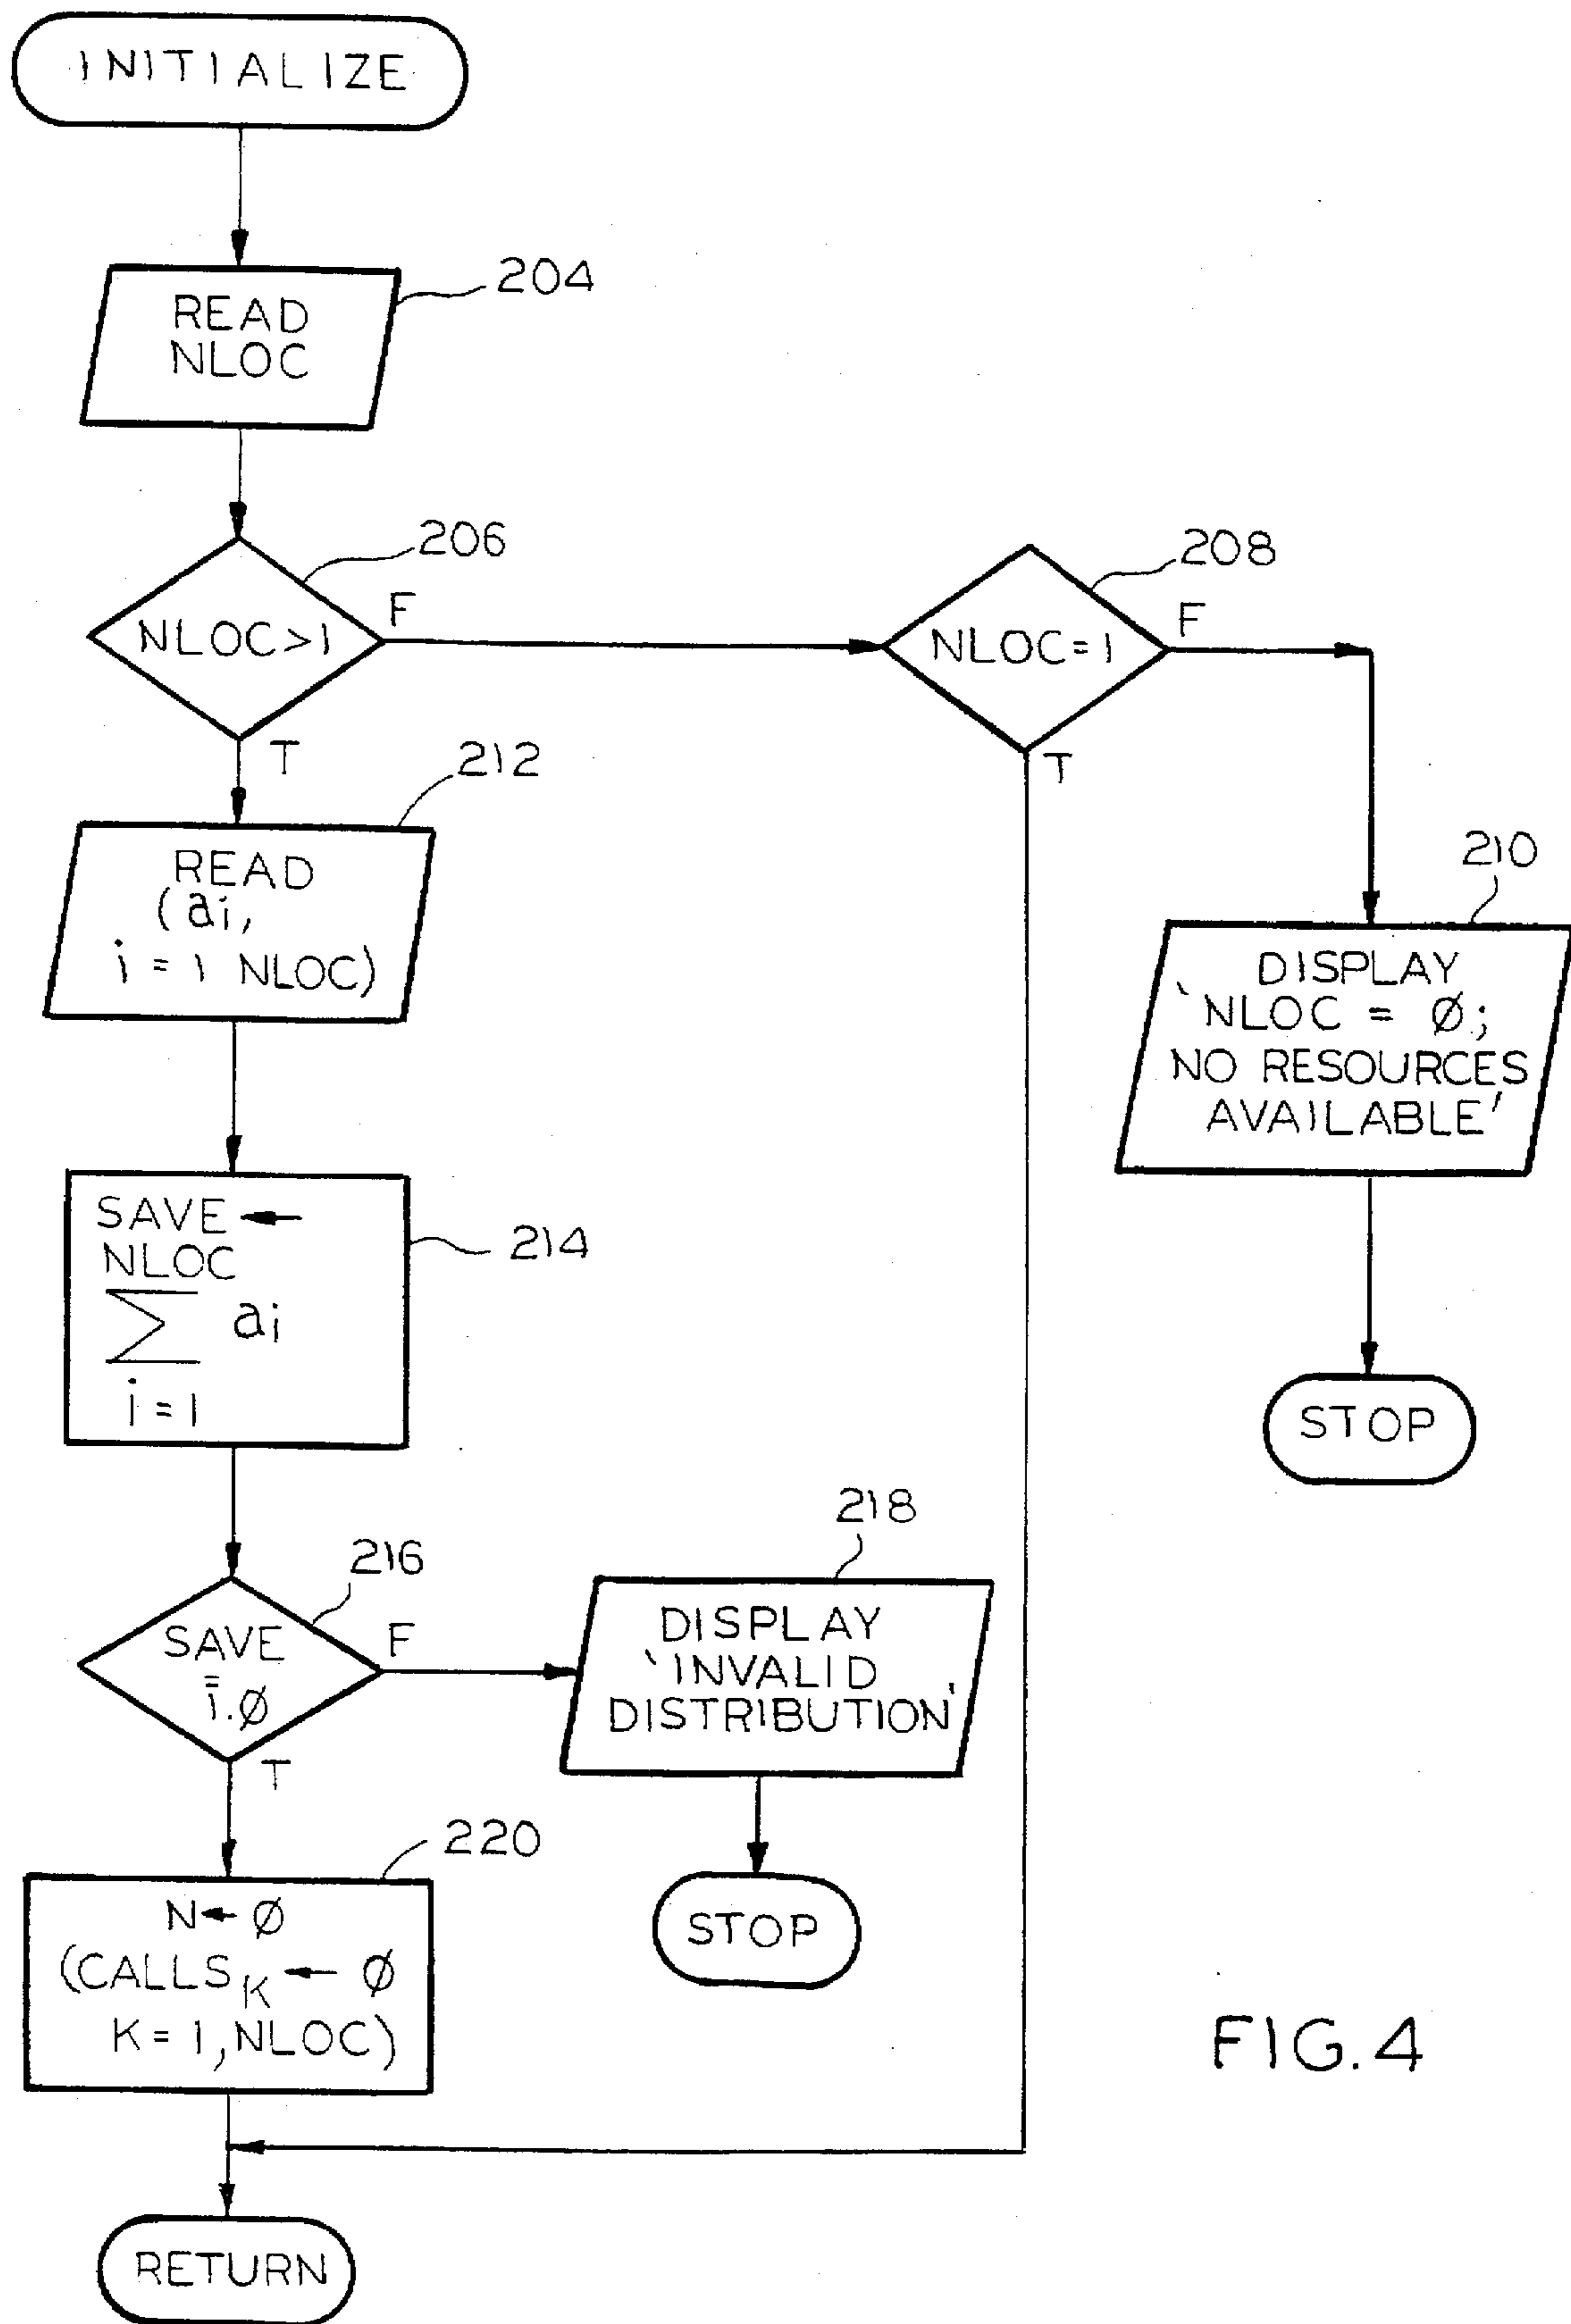 INITIALIZE
204
READ
NLOC
206
NLOC>1
F
T
208
NLOC=1
F
T
210
DISPLAY
'NLOC = Ø;
NO RESOURCES
AVAILABLE'
STOP
212
READ
(ai,
i = 1 NLOC)
214
SAVE ←
NLOC
∑ ai
i = 1
216
SAVE
=
1.Ø
F
T
218
DISPLAY
'INVALID
DISTRIBUTION'
STOP
220
N ← Ø
(CALLS_K ← Ø
K = 1, NLOC)
RETURN
FIG. 4